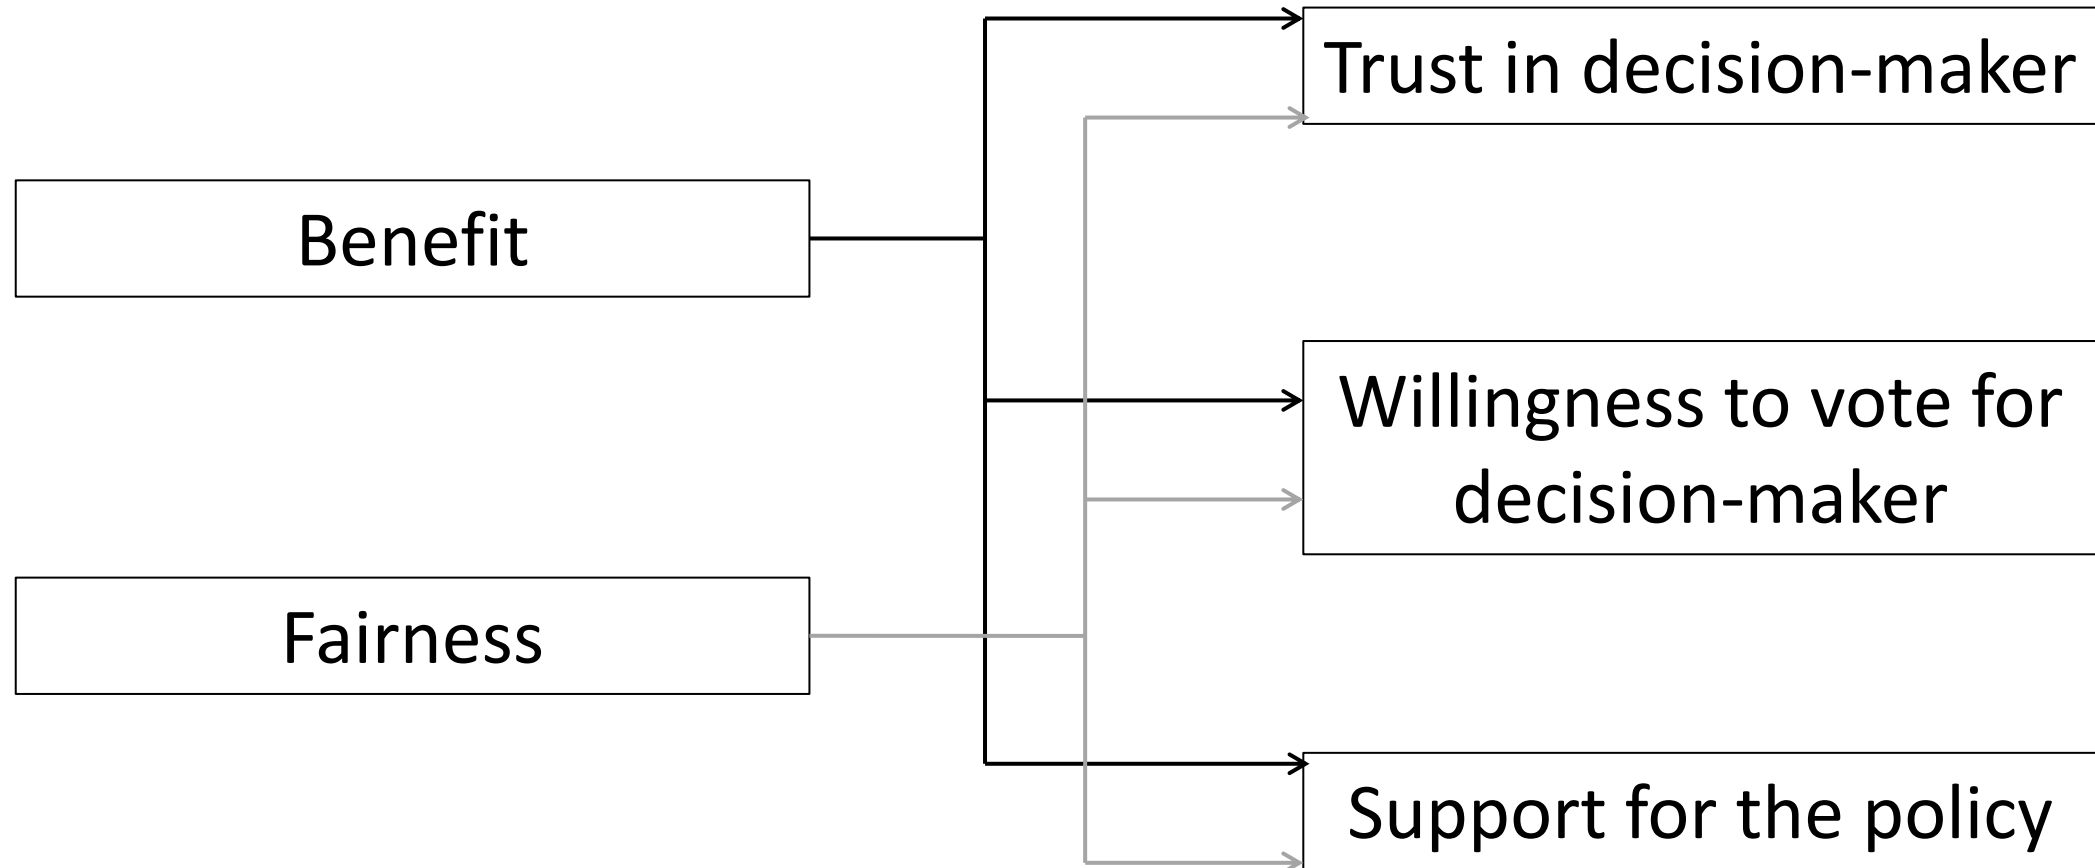 Trust in decision-maker
Benefit
Willingness to vote for
decision-maker
Fairness
Support for the policy